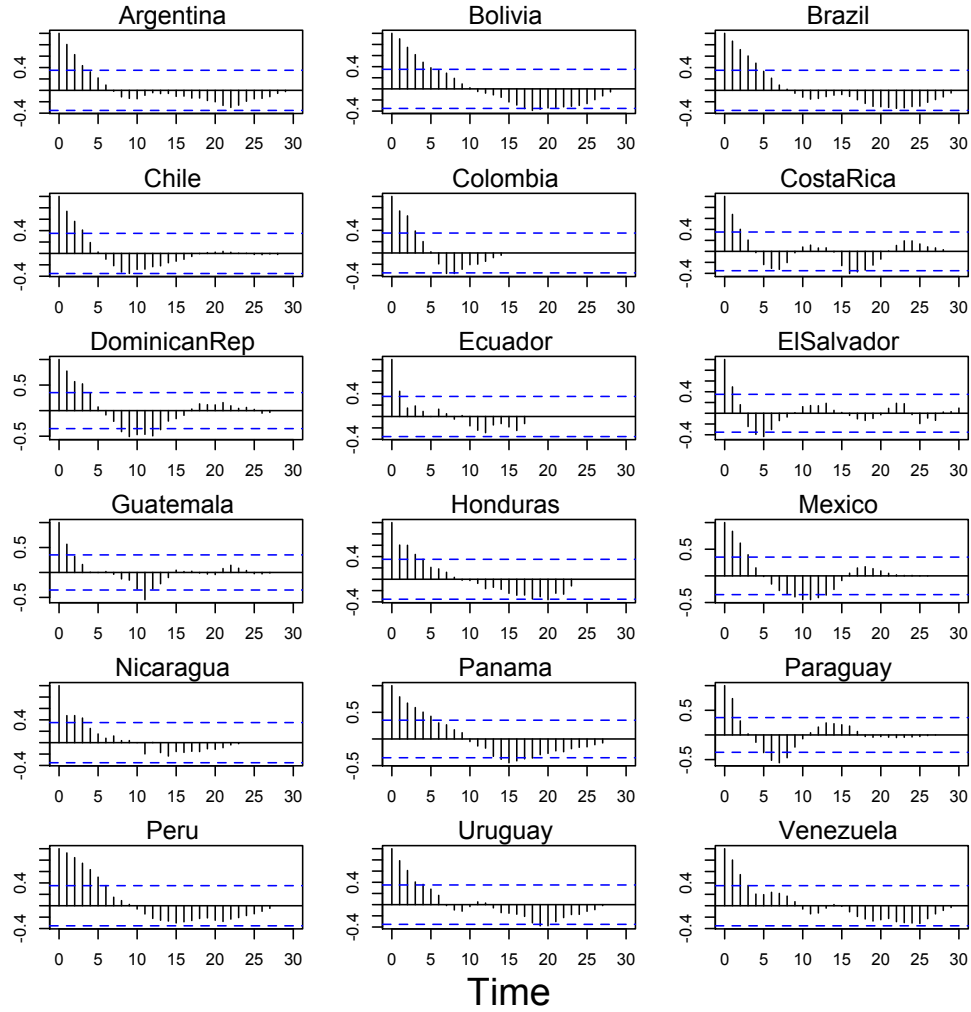 Argentina Bolivia Brazil
0.4 0.4 0.4
-0.4 -0.4 -0.4
0 5 10 15 20 25 30 0 5 10 15 20 25 30 0 5 10 15 20 25 30
Chile Colombia CostaRica
0.4 0.4 0.4
-0.4 -0.4 -0.4
0 5 10 15 20 25 30 0 5 10 15 20 25 30 0 5 10 15 20 25 30
DominicanRep Ecuador ElSalvador
0.5 0.4 0.4
-0.5 -0.4 -0.4
0 5 10 15 20 25 30 0 5 10 15 20 25 30 0 5 10 15 20 25 30
Guatemala Honduras Mexico
0.5 0.4 0.5
-0.5 -0.4 -0.5
0 5 10 15 20 25 30 0 5 10 15 20 25 30 0 5 10 15 20 25 30
Nicaragua Panama Paraguay
0.4 0.5 0.5
-0.4 -0.5 -0.5
0 5 10 15 20 25 30 0 5 10 15 20 25 30 0 5 10 15 20 25 30
Peru Uruguay Venezuela
0.4 0.4 0.4
-0.4 -0.4 -0.4
0 5 10 15 20 25 30 0 5 10 15 20 25 30 0 5 10 15 20 25 30
Time